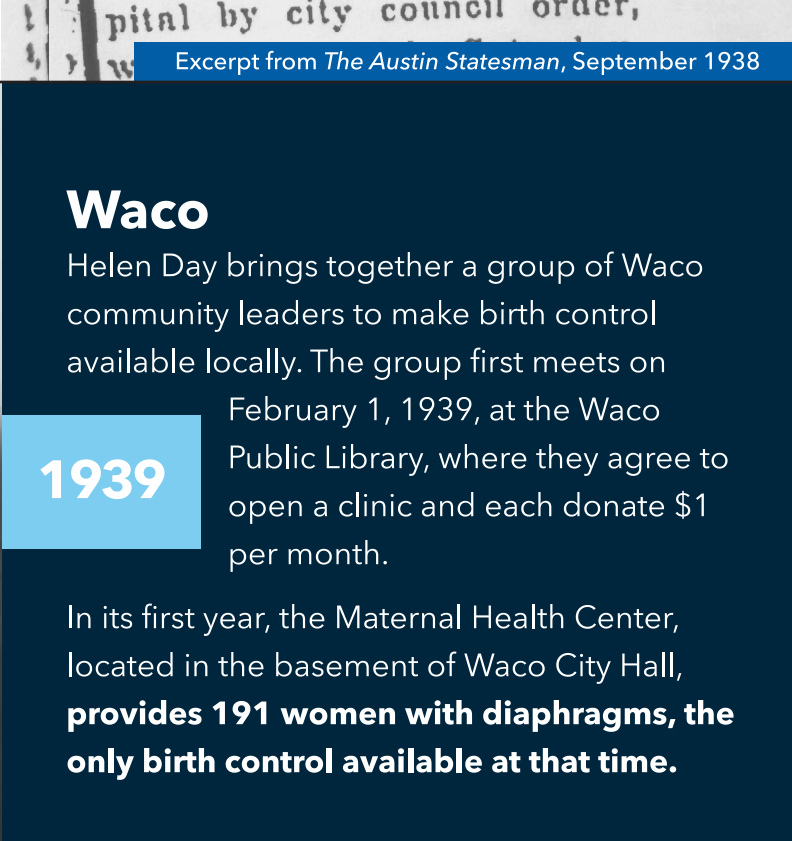 pital by city council order,
Excerpt from The Austin Statesman, September 1938
Waco
Helen Day brings together a group of Waco
community leaders to make birth control
available locally. The group first meets on
February 1, 1939, at the Waco
Public Library, where they agree to
open a clinic and each donate $1
per month.
1939
In its first year, the Maternal Health Center,
located in the basement of Waco City Hall,
provides 191 women with diaphragms, the
only birth control available at that time.